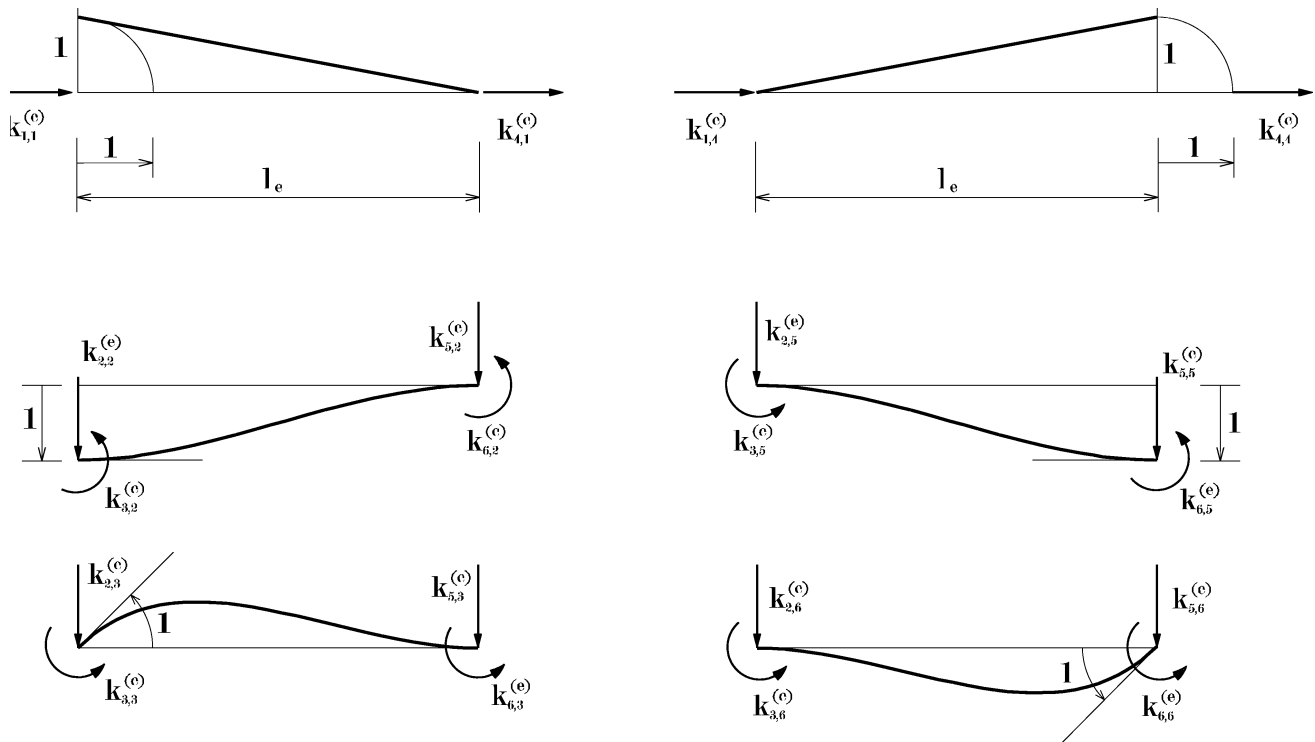 1
1
k₁,₁⁽ᵉ⁾ k₄,₁⁽ᵉ⁾
k₁,₄⁽ᵉ⁾ k₄,₄⁽ᵉ⁾
1
1
lₑ
lₑ
k₂,₂⁽ᵉ⁾ k₅,₂⁽ᵉ⁾
1
k₃,₂⁽ᵉ⁾ k₆,₂⁽ᵉ⁾
k₂,₅⁽ᵉ⁾ k₅,₅⁽ᵉ⁾
1
k₃,₅⁽ᵉ⁾ k₆,₅⁽ᵉ⁾
k₂,₃⁽ᵉ⁾ k₅,₃⁽ᵉ⁾
1
k₃,₃⁽ᵉ⁾ k₆,₃⁽ᵉ⁾
k₂,₆⁽ᵉ⁾ k₅,₆⁽ᵉ⁾
1
k₃,₆⁽ᵉ⁾ k₆,₆⁽ᵉ⁾